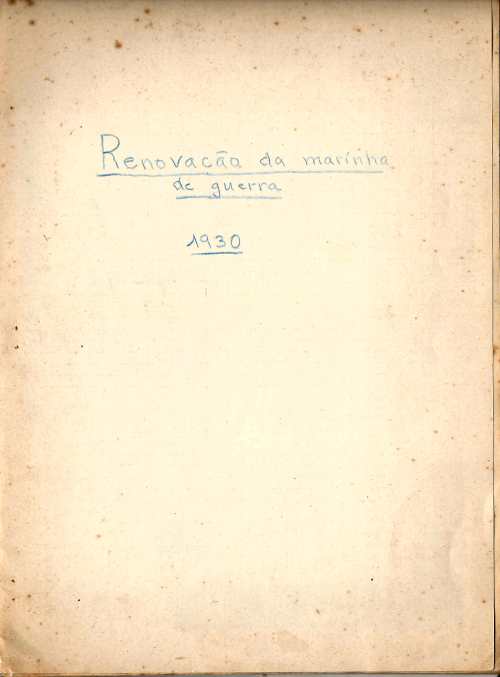 Renovação da marinha
de guerra
1930